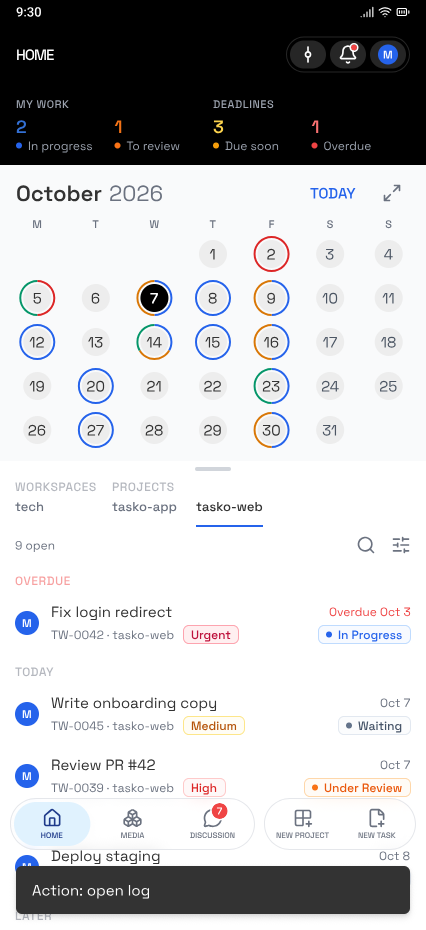 9:30
HOME
M
MY WORK
DEADLINES
2
1
3
1
In progress
To review
Due soon
Overdue
October 2026
TODAY
M T W T F S S
1 2 3 4
5 6 7 8 9 10 11
12 13 14 15 16 17 18
19 20 21 22 23 24 25
26 27 28 29 30 31
WORKSPACES PROJECTS
tech tasko-app tasko-web
9 open
OVERDUE
M
Fix login redirect
Overdue Oct 3
TW-0042 · tasko-web Urgent
In Progress
TODAY
M
Write onboarding copy
Oct 7
TW-0045 · tasko-web Medium
Waiting
M
Review PR #42
Oct 7
TW-0039 · tasko-web High
Under Review
7
HOME MEDIA DISCUSSION NEW PROJECT NEW TASK
Deploy staging
Oct 8
M
Action: open log
LATER